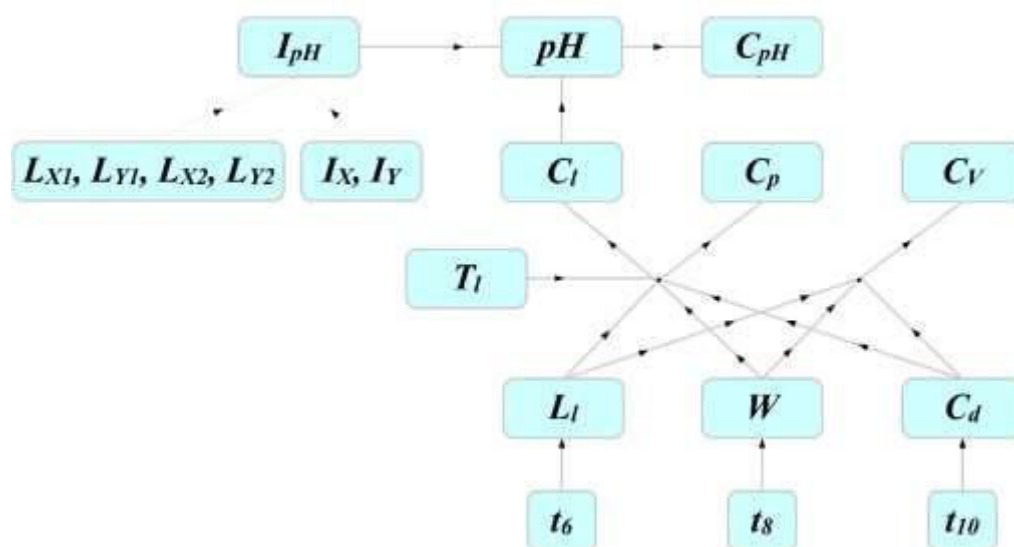 I_pH pH C_pH
L_X1, L_Y1, L_X2, L_Y2 I_X, I_Y C_l C_p C_V
T_l
L_l W C_d
t_6 t_8 t_10